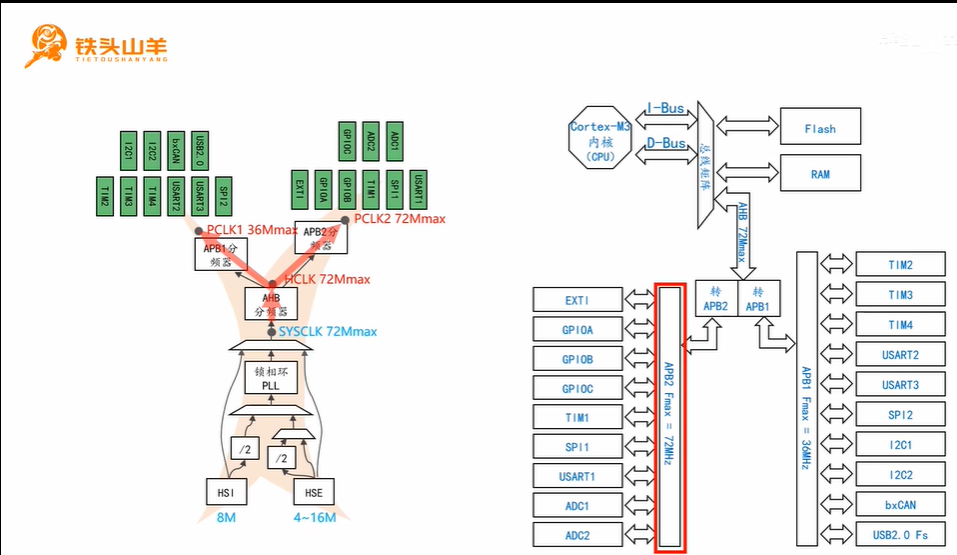 铁头山羊
TIETOUSHANYANG
I2C1
I2C2
bxCAN
USB2.0
TIM2
TIM3
TIM4
USART2
USART3
SPI2
GPIOC
ADC2
ADC1
EXTI
GPIOA
GPIOB
TIM1
SPI1
USART1
PCLK1 36Mmax
PCLK2 72Mmax
APB1分
频器
APB2分
频器
HCLK 72Mmax
AHB
分频器
SYSCLK 72Mmax
锁相环
PLL
/2
/2
HSI
HSE
8M
4~16M
Cortex-M3
内核
(CPU)
I-Bus
D-Bus
总线矩阵
Flash
RAM
AHB 72Mmax
转
APB2
转
APB1
EXTI
GPIOA
GPIOB
GPIOC
TIM1
SPI1
USART1
ADC1
ADC2
APB2 Fmax = 72MHz
APB1 Fmax = 36MHz
TIM2
TIM3
TIM4
USART2
USART3
SPI2
I2C1
I2C2
bxCAN
USB2.0 Fs